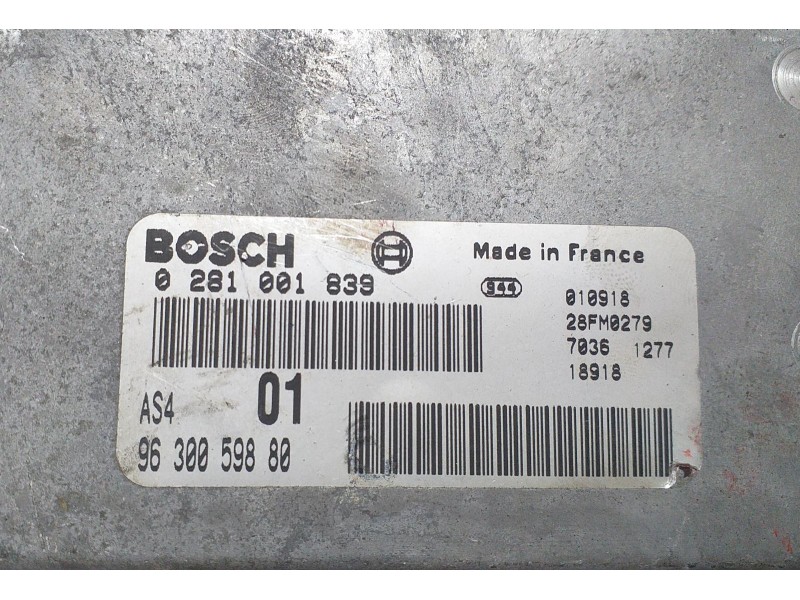 BOSCH Made in France
0 281 001 839 944 010918
28FM0279
7036 1277
18918
AS4 01
96 300 598 80